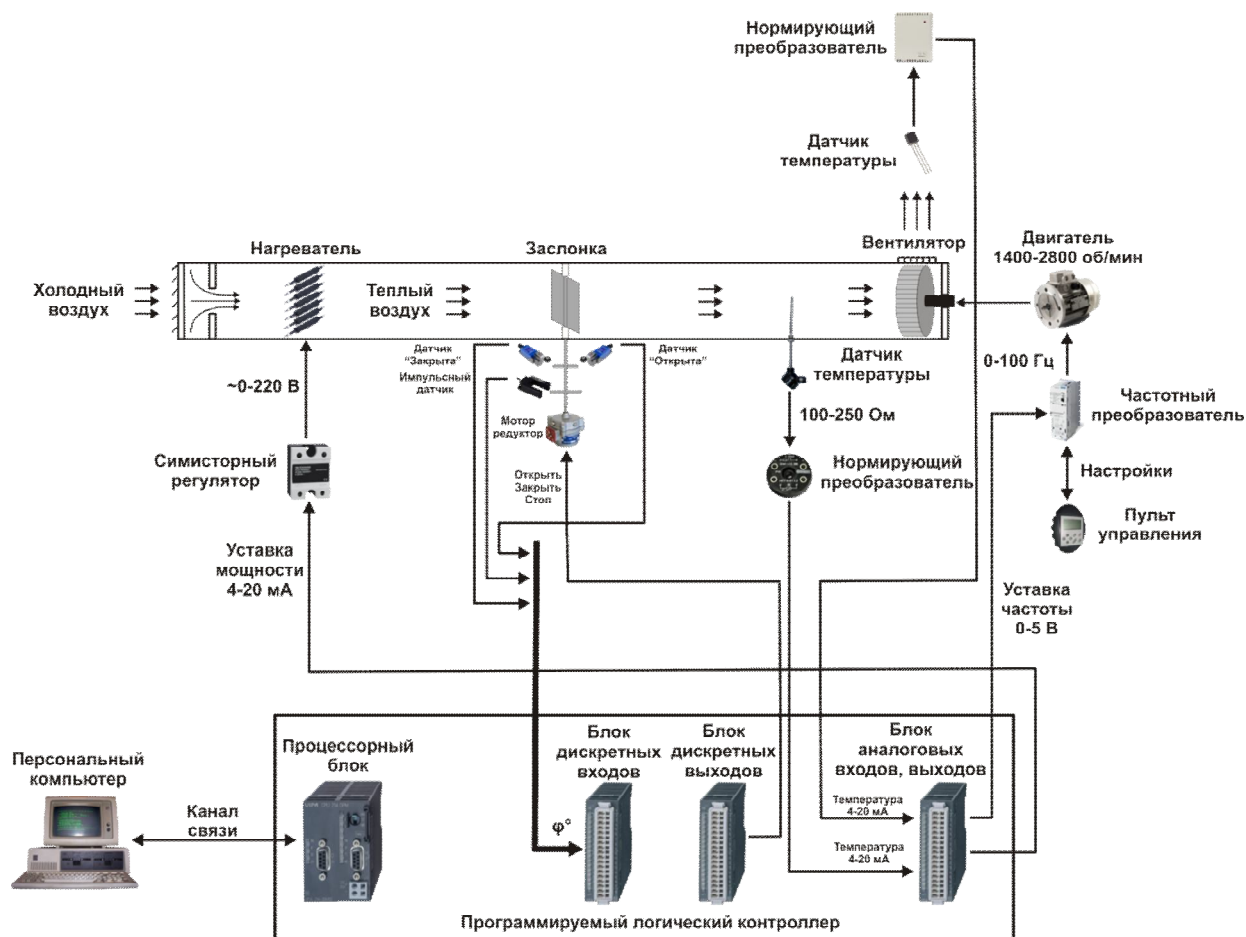 Нормирующий
преобразователь
Датчик
температуры
Нагреватель
Заслонка
Вентилятор
Двигатель
1400-2800 об/мин
Холодный
воздух
Теплый
воздух
Датчик
"Закрыта"
Датчик
"Открыта"
Импульсный
датчик
Датчик
температуры
0-100 Гц
~0-220 В
Мотор
редуктор
100-250 Ом
Частотный
преобразователь
Симисторный
регулятор
Открыть
Закрыть
Стоп
Нормирующий
преобразователь
Настройки
Пульт
управления
Уставка
мощности
4-20 мА
Уставка
частоты
0-5 В
Персональный
компьютер
Процессорный
блок
Блок
дискретных
входов
Блок
дискретных
выходов
Блок
аналоговых
входов, выходов
Канал
связи
φ°
Температура
4-20 мА
Температура
4-20 мА
Программируемый логический контроллер